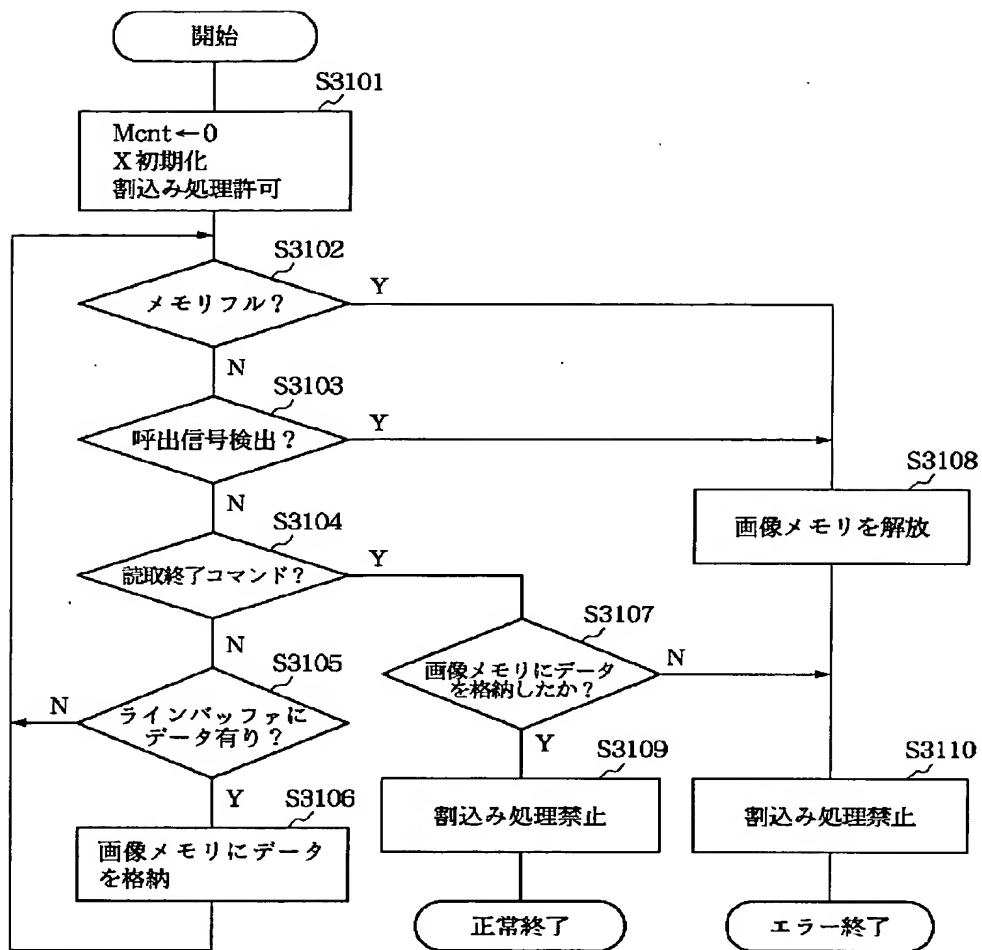 開始
S3101
Mcnt←0
X初期化
割込み処理許可
S3102
メモリフル?
Y
N
S3103
呼出信号検出?
Y
N
S3104
読取終了コマンド?
Y
N
S3105
ラインバッファに
データ有り?
N
Y
S3106
画像メモリにデータ
を格納
S3107
画像メモリにデータ
を格納したか?
N
Y
S3108
画像メモリを解放
S3109
割込み処理禁止
正常終了
S3110
割込み処理禁止
エラー終了